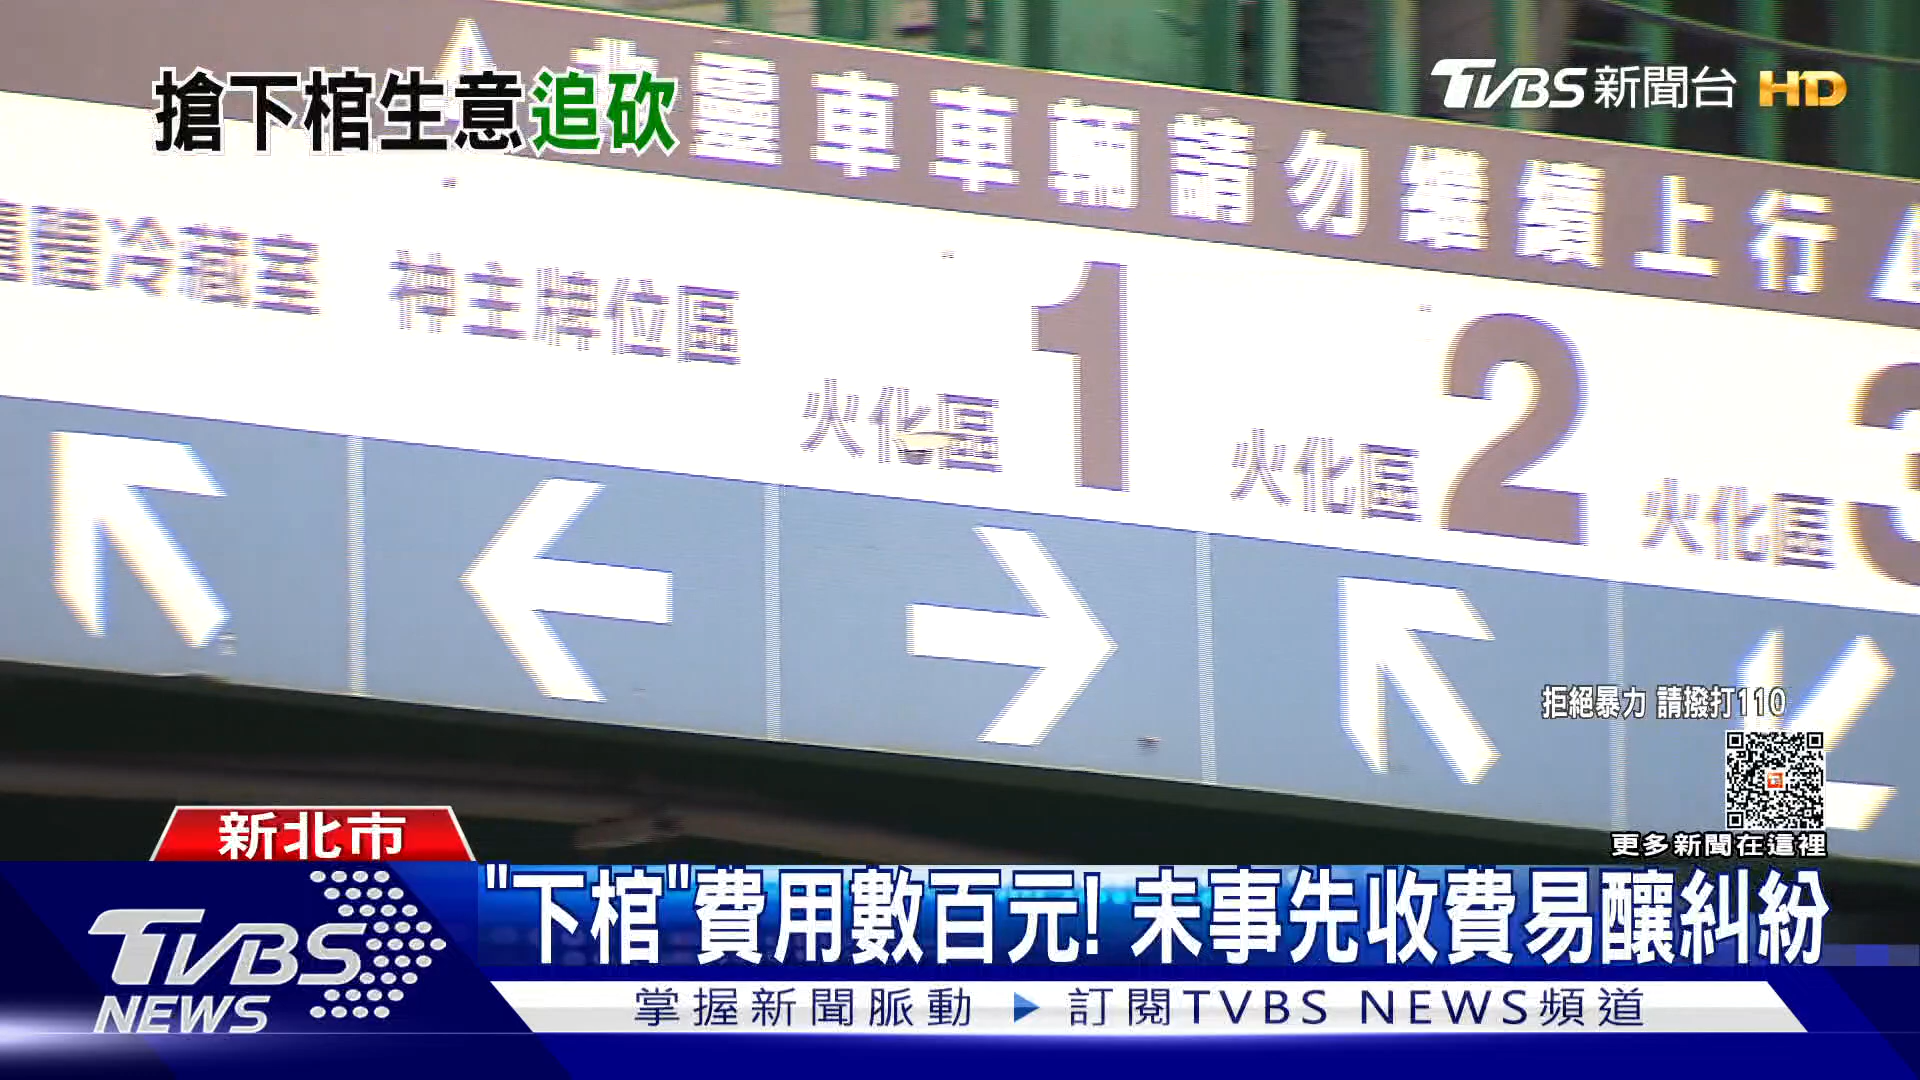 搶下棺生意追砍
TVBS新聞台 HD
北臺車車輛請勿繼續上行
體冷藏室
神主牌位區
火化區 1
火化區 2
火化區 3
拒絕暴力 請撥打110
更多新聞在這裡
新北市
"下棺"費用數百元! 未事先收費易釀糾紛
TVBS NEWS
掌握新聞脈動 ▶ 訂閱TVBS NEWS頻道